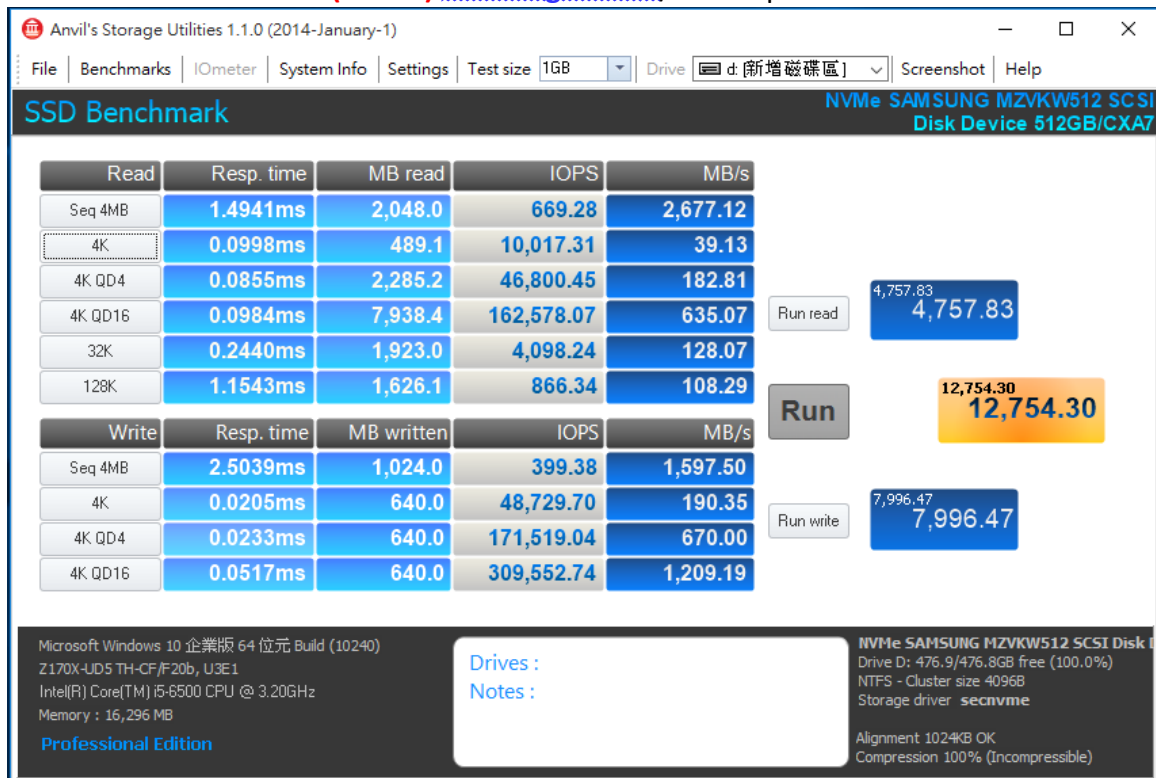 Anvil's Storage Utilities 1.1.0 (2014-January-1)
File Benchmarks IOmeter System Info Settings Test size 1GB Drive d: [新增磁碟區] Screenshot Help
SSD Benchmark
NVMe SAMSUNG MZVKW512 SCSI
Disk Device 512GB/CXA7
Read Resp. time MB read IOPS MB/s
Seq 4MB 1.4941ms 2,048.0 669.28 2,677.12
4K 0.0998ms 489.1 10,017.31 39.13
4K QD4 0.0855ms 2,285.2 46,800.45 182.81
4K QD16 0.0984ms 7,938.4 162,578.07 635.07
32K 0.2440ms 1,923.0 4,098.24 128.07
128K 1.1543ms 1,626.1 866.34 108.29
Run read
4,757.83
4,757.83
Run
12,754.30
12,754.30
Write Resp. time MB written IOPS MB/s
Seq 4MB 2.5039ms 1,024.0 399.38 1,597.50
4K 0.0205ms 640.0 48,729.70 190.35
4K QD4 0.0233ms 640.0 171,519.04 670.00
4K QD16 0.0517ms 640.0 309,552.74 1,209.19
Run write
7,996.47
7,996.47
Microsoft Windows 10 企業版 64 位元 Build (10240)
Z170X-UD5 TH-CF/F20b, U3E1
Intel(R) Core(TM) i5-6500 CPU @ 3.20GHz
Memory : 16,296 MB
Professional Edition
Drives :
Notes :
NVMe SAMSUNG MZVKW512 SCSI Disk
Drive D: 476.9/476.8GB free (100.0%)
NTFS - Cluster size 4096B
Storage driver secnvme
Alignment 1024KB OK
Compression 100% (Incompressible)